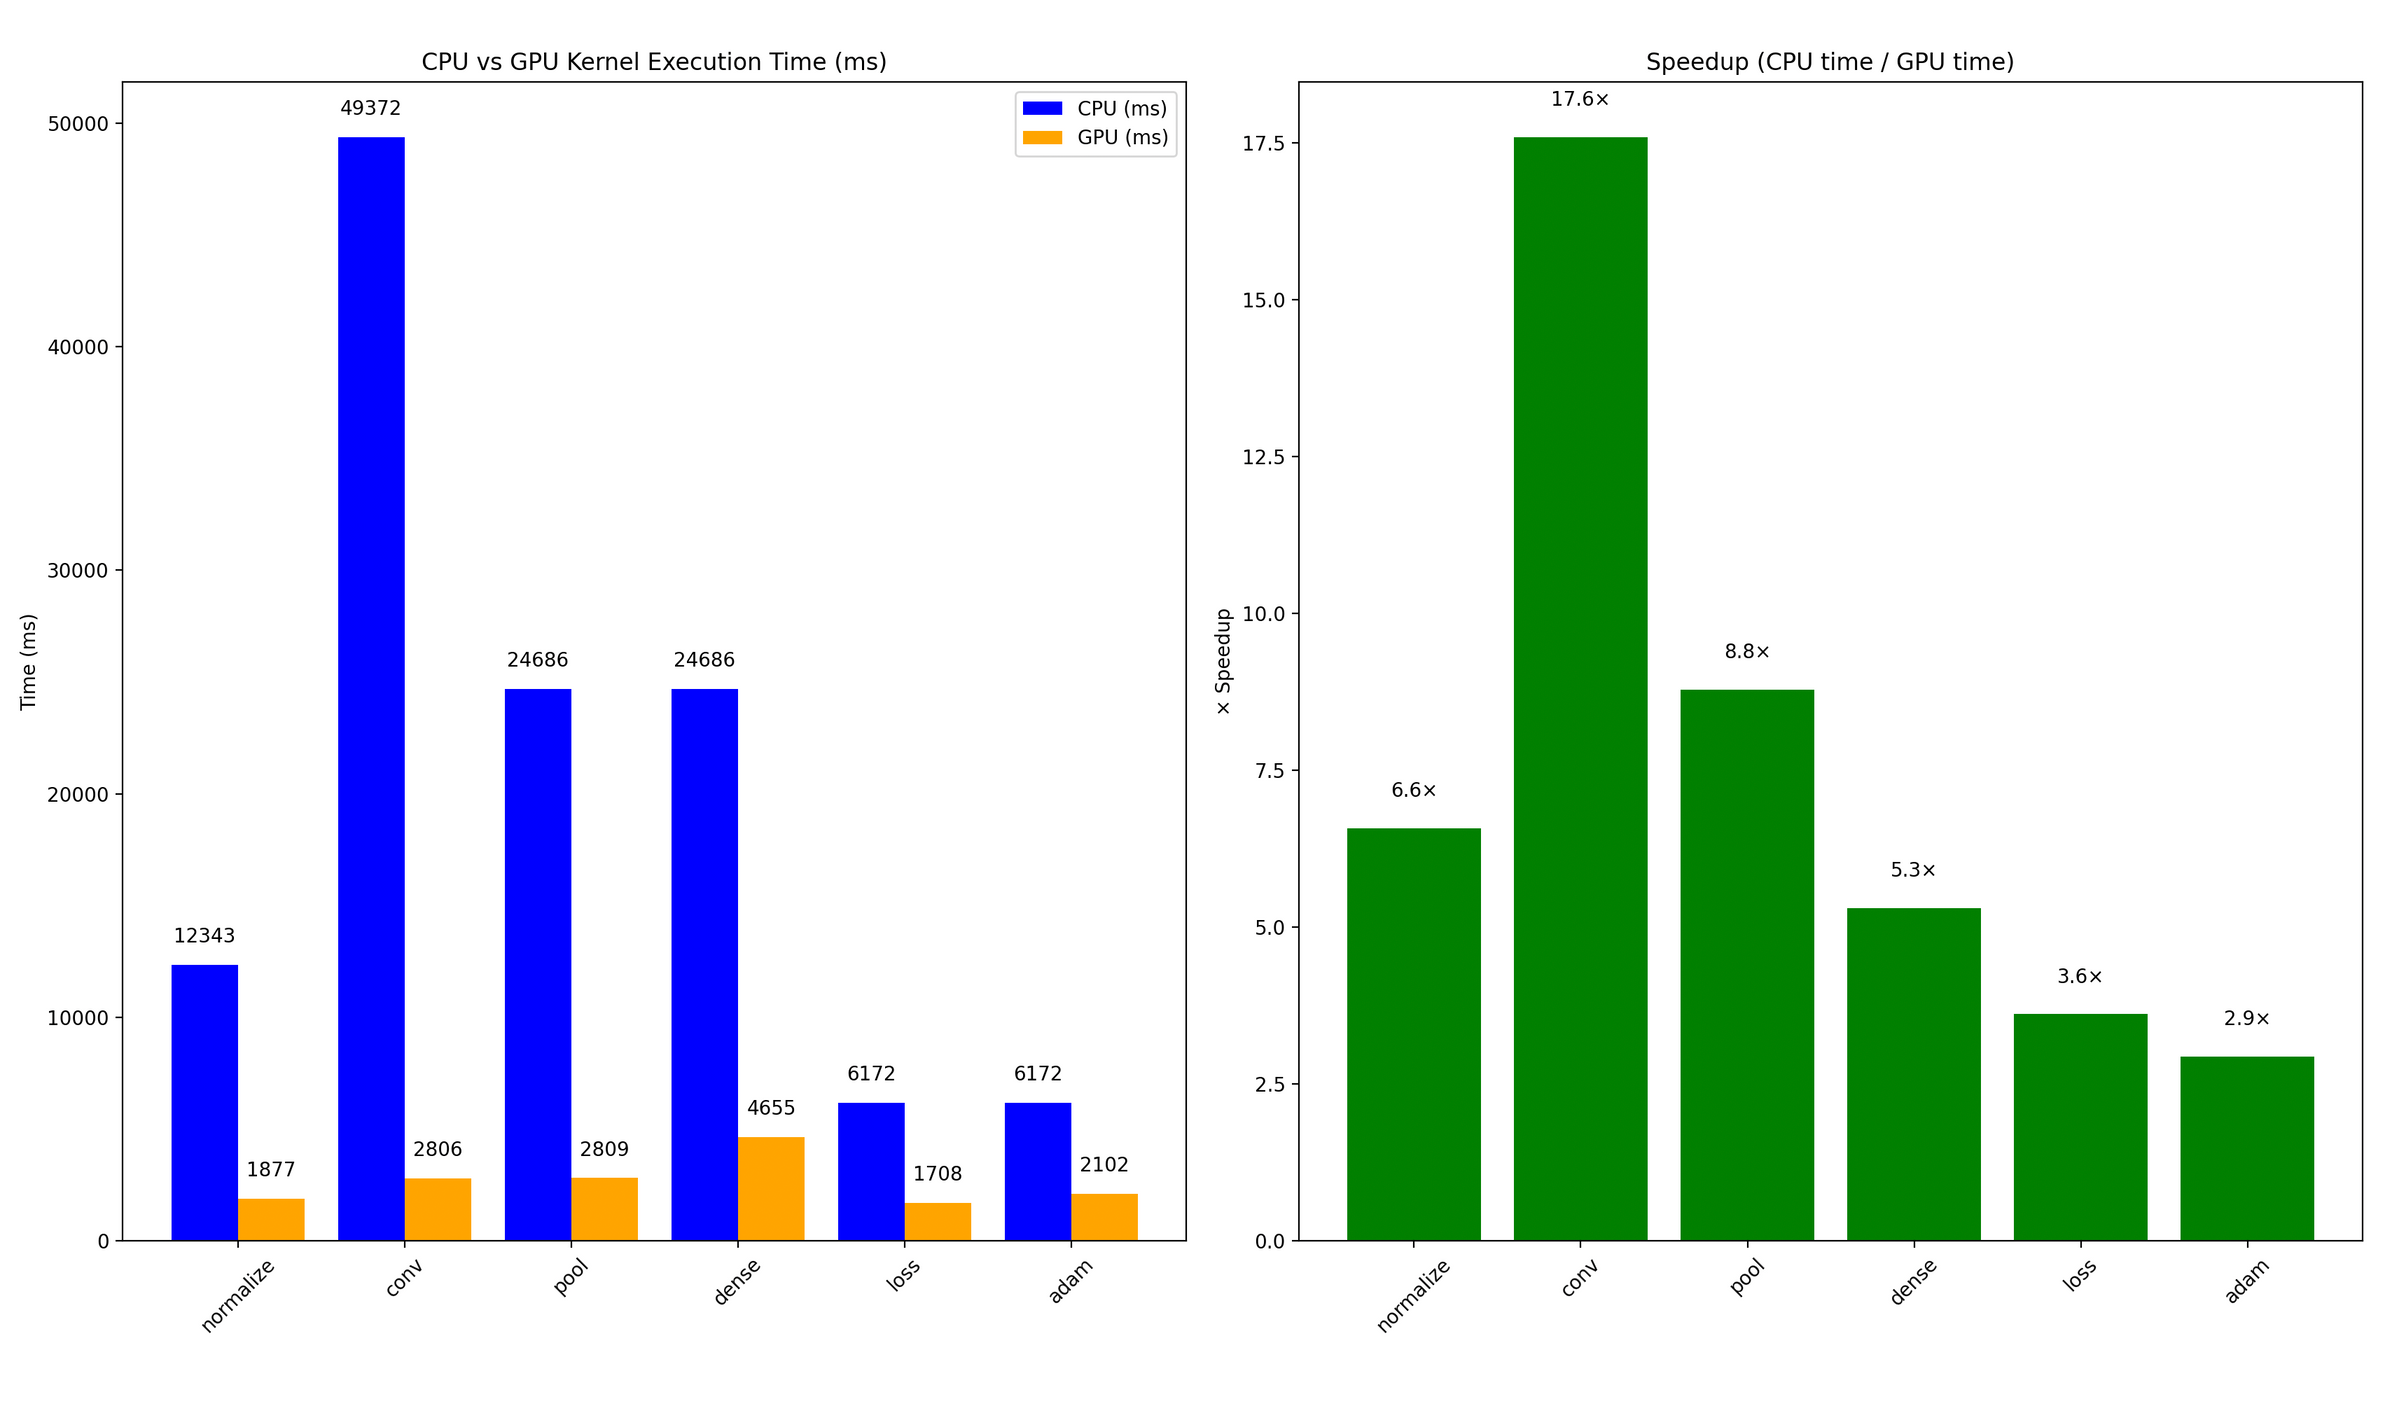 CPU vs GPU Kernel Execution Time (ms)
CPU (ms)
GPU (ms)
Time (ms)
50000
40000
30000
20000
10000
0
12343
1877
49372
2806
24686
2809
24686
4655
6172
1708
6172
2102
normalize
conv
pool
dense
loss
adam
Speedup (CPU time / GPU time)
× Speedup
17.5
15.0
12.5
10.0
7.5
5.0
2.5
0.0
6.6×
17.6×
8.8×
5.3×
3.6×
2.9×
normalize
conv
pool
dense
loss
adam